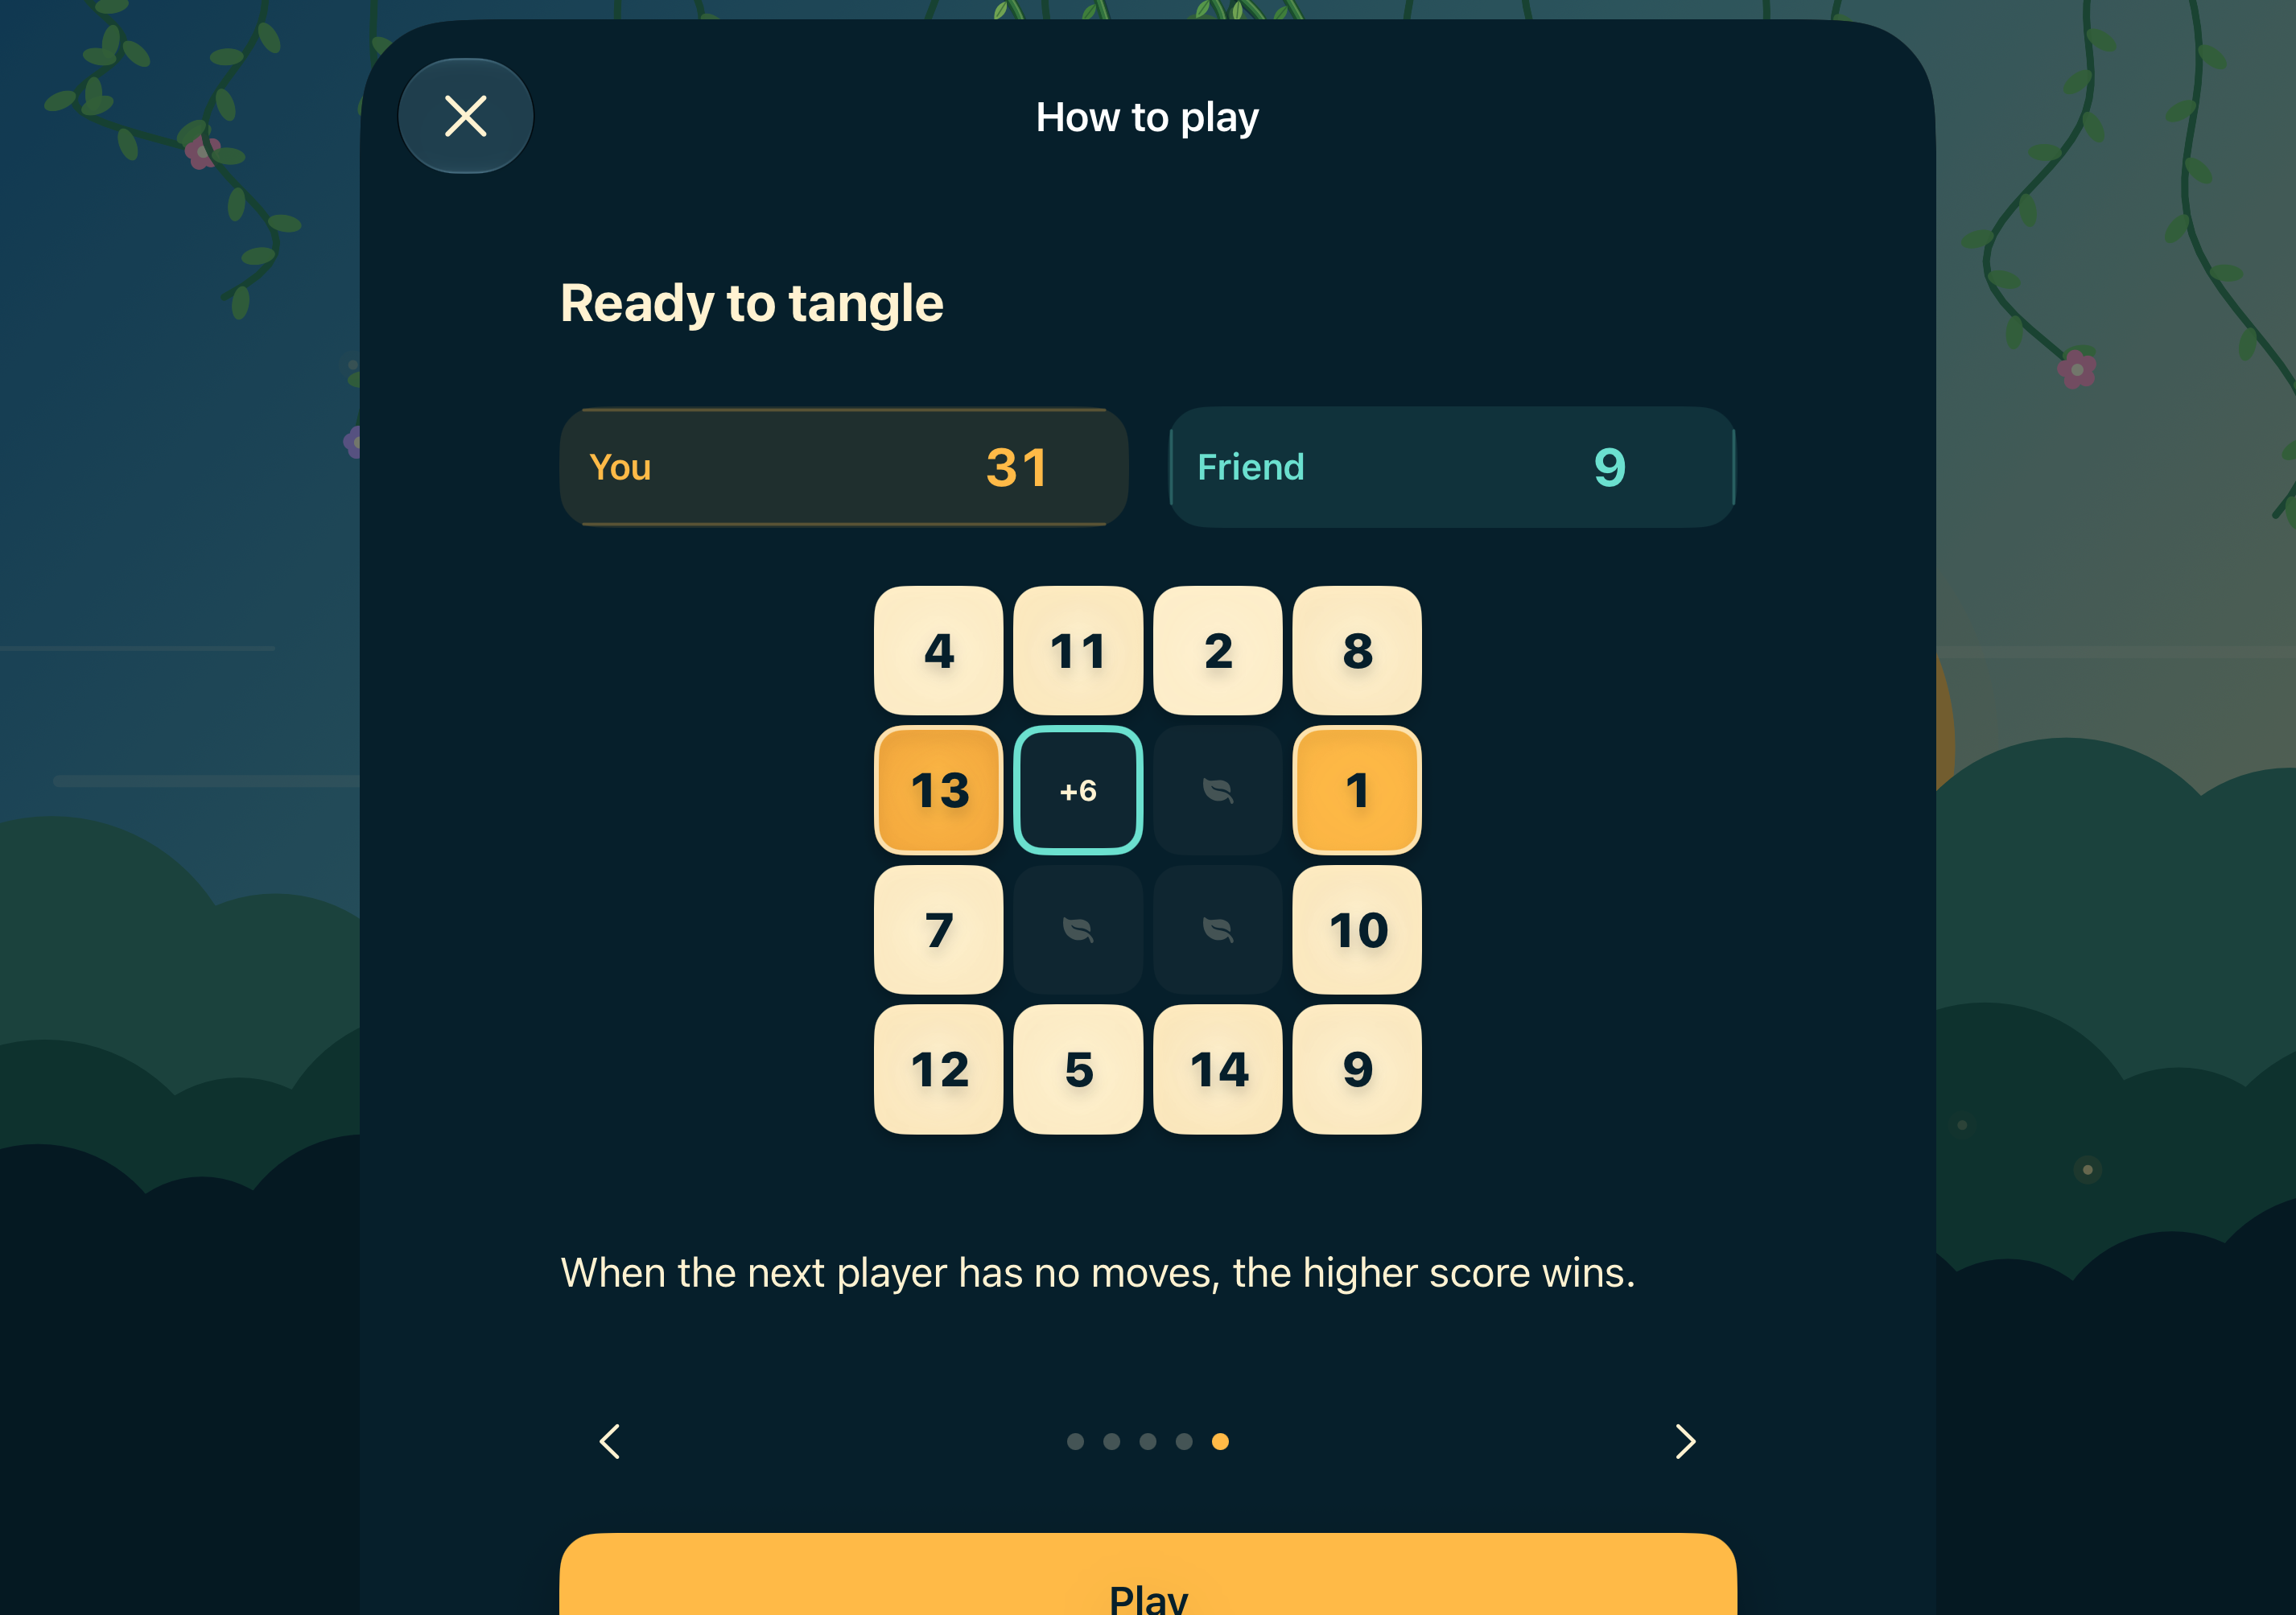 How to play
Ready to tangle
You 31 Friend 9
4 11 2 8
13 +6 1
7 10
12 5 14 9
When the next player has no moves, the higher score wins.
Play